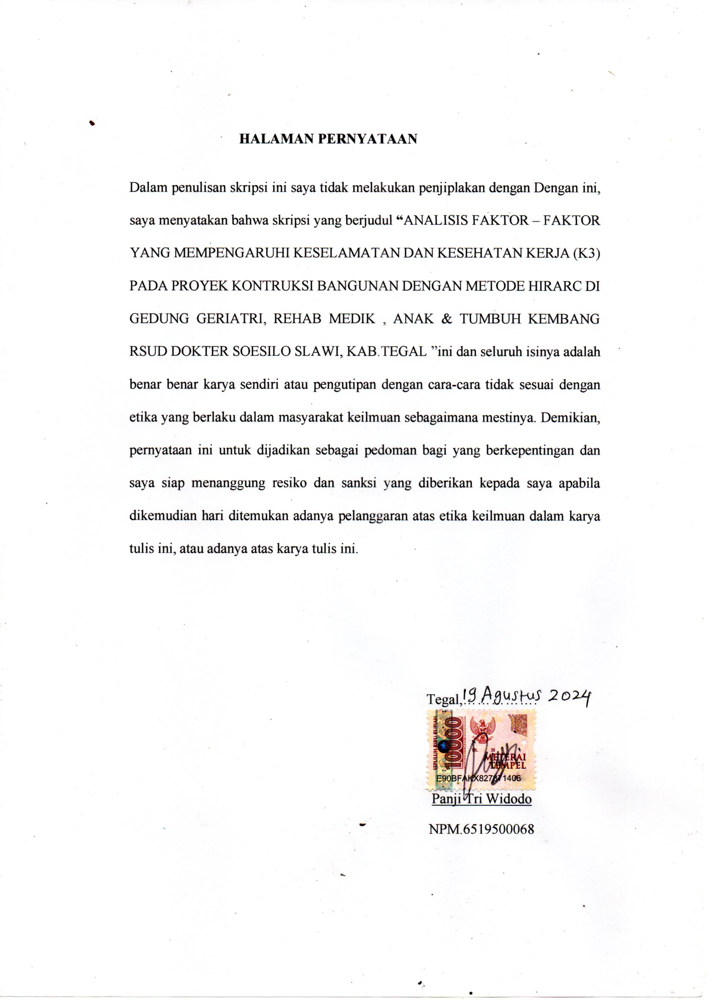 HALAMAN PERNYATAAN
Dalam penulisan skripsi ini saya tidak melakukan penjiplakan dengan Dengan ini,
saya menyatakan bahwa skripsi yang berjudul “ANALISIS FAKTOR – FAKTOR
YANG MEMPENGARUHI KESELAMATAN DAN KESEHATAN KERJA (K3)
PADA PROYEK KONTRUKSI BANGUNAN DENGAN METODE HIRARC DI
GEDUNG GERIATRI, REHAB MEDIK , ANAK & TUMBUH KEMBANG
RSUD DOKTER SOESILO SLAWI, KAB.TEGAL ”ini dan seluruh isinya adalah
benar benar karya sendiri atau pengutipan dengan cara-cara tidak sesuai dengan
etika yang berlaku dalam masyarakat keilmuan sebagaimana mestinya. Demikian,
pernyataan ini untuk dijadikan sebagai pedoman bagi yang berkepentingan dan
saya siap menanggung resiko dan sanksi yang diberikan kepada saya apabila
dikemudian hari ditemukan adanya pelanggaran atas etika keilmuan dalam karya
tulis ini, atau adanya atas karya tulis ini.
Tegal,19 Agustus 2024
SEPULUH RIBU RUPIAH
10000
TGL. 20
METERAI
TEMPEL
E90BFAKX827871406
Panji Tri Widodo
NPM.6519500068